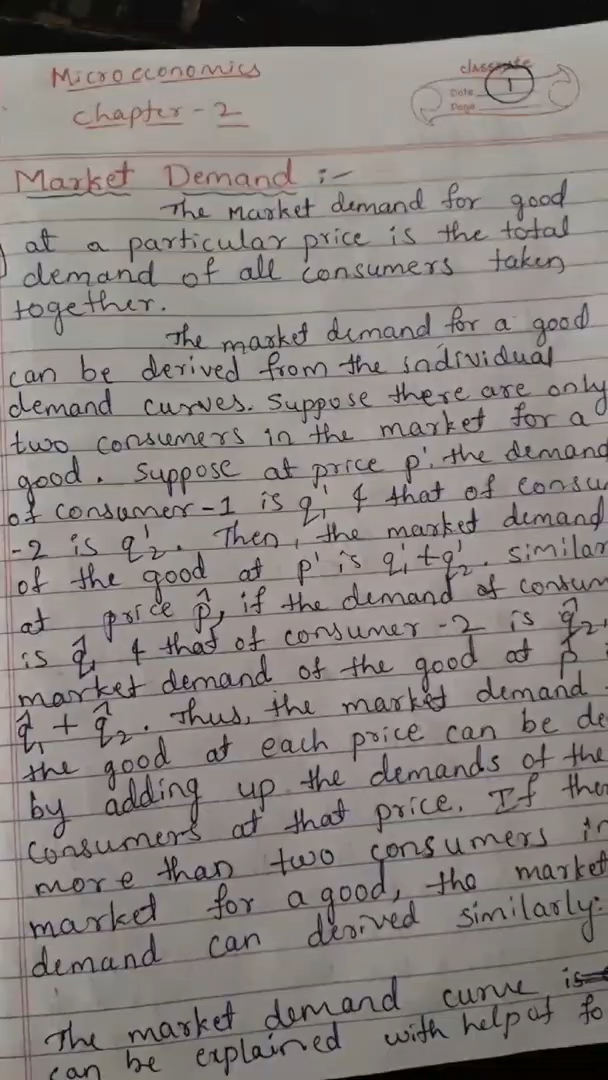 Microeconomics
Chapter - 2
classmate
Date
Page
1
Market Demand :-
The Market demand for good
at a particular price is the total
demand of all consumers taken
together.
The market demand for a good
can be derived from the individual
demand curves. Suppose there are only
two consumers in the market for a
good. Suppose at price p' the demand
of consumer -1 is q'₁ & that of consu
-2 is q'₂. Then, the market demand
of the good at p' is q'₁+q'₂. similar
at price p̂, if the demand of consum
is q̂₁ & that of consumer -2 is q̂₂,
market demand of the good at p̂
q̂₁ + q̂₂. Thus, the market demand
the good at each price can be de
by adding up the demands of the
consumers at that price. If ther
more than two consumers in
market for a good, the market
demand can derived similarly.
The market demand curve is
can be explained with help of fo